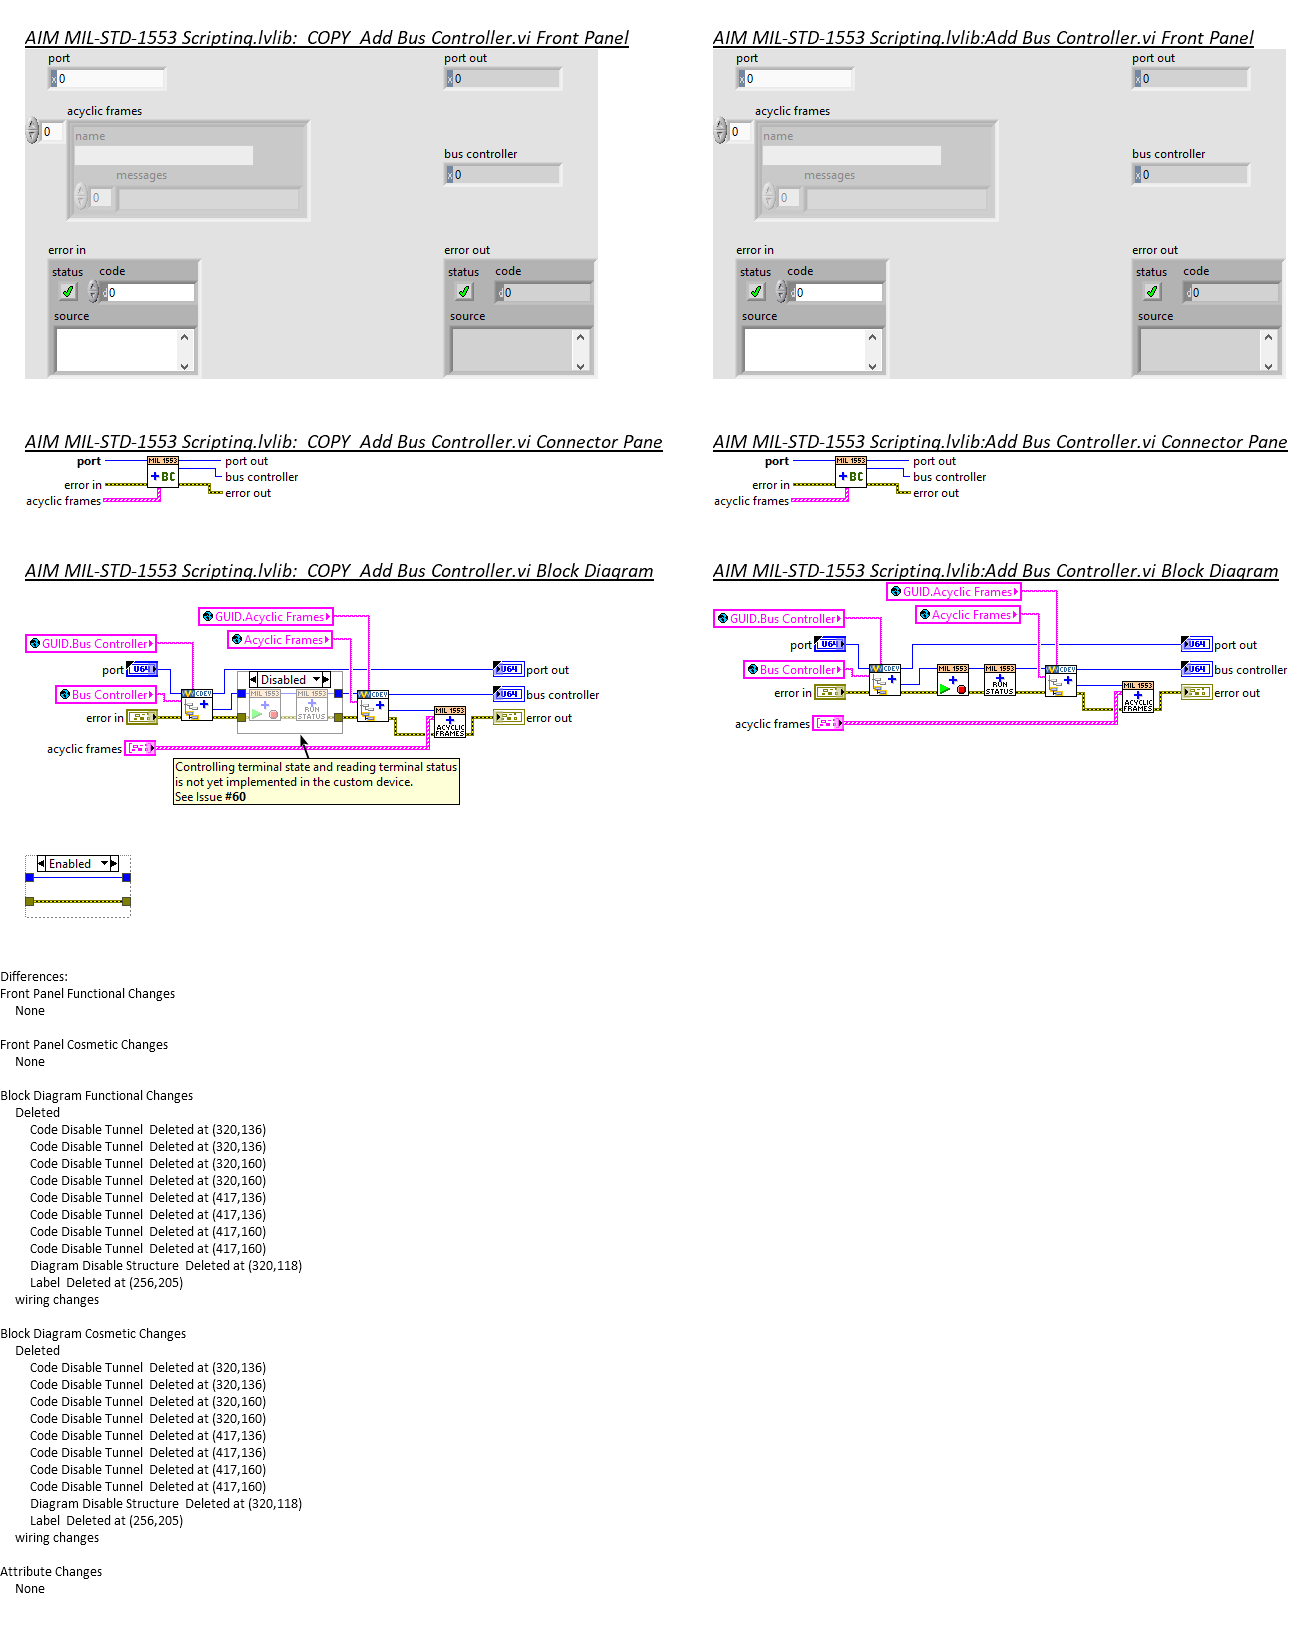 AIM MIL-STD-1553 Scripting.lvlib:  COPY  Add Bus Controller.vi Front Panel
port
x 0
port out
x 0
acyclic frames
0
name
messages
0
bus controller
x 0
error in
status
code
d 0
source
error out
status
code
d 0
source
AIM MIL-STD-1553 Scripting.lvlib:Add Bus Controller.vi Front Panel
port
x 0
port out
x 0
acyclic frames
0
name
messages
0
bus controller
x 0
error in
status
code
d 0
source
error out
status
code
d 0
source
AIM MIL-STD-1553 Scripting.lvlib:  COPY  Add Bus Controller.vi Connector Pane
port
MIL 1553
+BC
port out
bus controller
error in
error out
acyclic frames
AIM MIL-STD-1553 Scripting.lvlib:Add Bus Controller.vi Connector Pane
port
MIL 1553
+BC
port out
bus controller
error in
error out
acyclic frames
AIM MIL-STD-1553 Scripting.lvlib:  COPY  Add Bus Controller.vi Block Diagram
GUID.Acyclic Frames
Acyclic Frames
GUID.Bus Controller
port
U64
Bus Controller
CDEV
Disabled
MIL 1553
MIL 1553
RUN
STATUS
CDEV
MIL 1553
ACYCLIC
FRAMES
U64
port out
U64
bus controller
error in
error out
acyclic frames
Controlling terminal state and reading terminal status
is not yet implemented in the custom device.
See Issue #60
Enabled
AIM MIL-STD-1553 Scripting.lvlib:Add Bus Controller.vi Block Diagram
GUID.Acyclic Frames
GUID.Bus Controller
Acyclic Frames
port
U64
Bus Controller
CDEV
MIL 1553
MIL 1553
RUN
STATUS
CDEV
MIL 1553
ACYCLIC
FRAMES
U64
port out
U64
bus controller
error in
error out
acyclic frames
Differences:
Front Panel Functional Changes
None
Front Panel Cosmetic Changes
None
Block Diagram Functional Changes
Deleted
Code Disable Tunnel  Deleted at (320,136)
Code Disable Tunnel  Deleted at (320,136)
Code Disable Tunnel  Deleted at (320,160)
Code Disable Tunnel  Deleted at (320,160)
Code Disable Tunnel  Deleted at (417,136)
Code Disable Tunnel  Deleted at (417,136)
Code Disable Tunnel  Deleted at (417,160)
Code Disable Tunnel  Deleted at (417,160)
Diagram Disable Structure  Deleted at (320,118)
Label  Deleted at (256,205)
wiring changes
Block Diagram Cosmetic Changes
Deleted
Code Disable Tunnel  Deleted at (320,136)
Code Disable Tunnel  Deleted at (320,136)
Code Disable Tunnel  Deleted at (320,160)
Code Disable Tunnel  Deleted at (320,160)
Code Disable Tunnel  Deleted at (417,136)
Code Disable Tunnel  Deleted at (417,136)
Code Disable Tunnel  Deleted at (417,160)
Code Disable Tunnel  Deleted at (417,160)
Diagram Disable Structure  Deleted at (320,118)
Label  Deleted at (256,205)
wiring changes
Attribute Changes
None